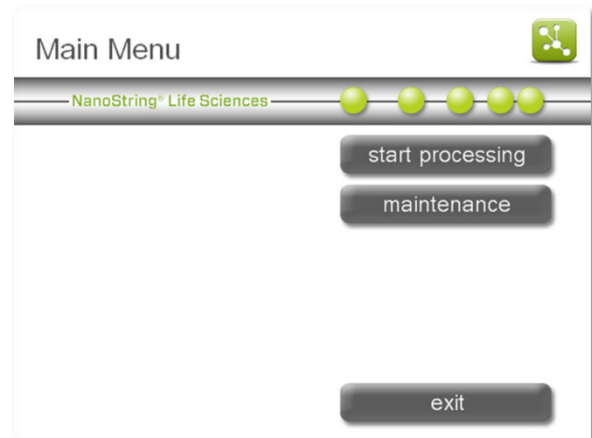 Main Menu
NanoString® Life Sciences
start processing
maintenance
exit